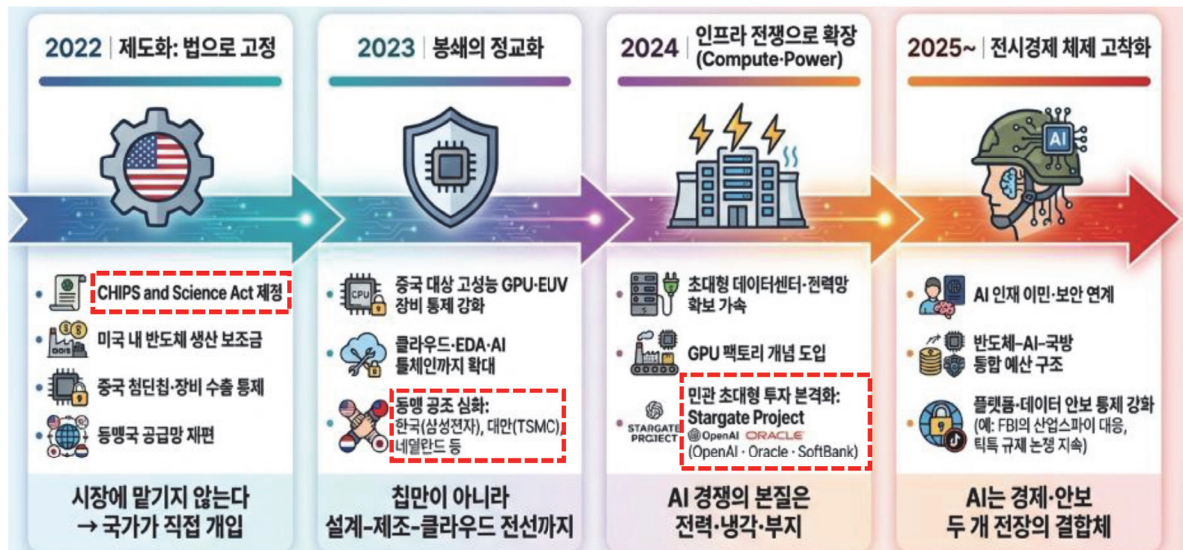 2022 | 제도화: 법으로 고정
CHIPS and Science Act 제정
미국 내 반도체 생산 보조금
중국 첨단칩·장비 수출 통제
동맹국 공급망 재편
시장에 맡기지 않는다
→ 국가가 직접 개입
2023 | 봉쇄의 정교화
CPU
중국 대상 고성능 GPU·EUV
장비 통제 강화
클라우드·EDA·AI
툴체인까지 확대
동맹 공조 심화:
한국(삼성전자), 대만(TSMC),
네덜란드 등
칩만이 아니라
설계-제조-클라우드 전선까지
2024 | 인프라 전쟁으로 확장
(Compute·Power)
초대형 데이터센터·전력망
확보 가속
GPU 팩토리 개념 도입
STARGATE
PROJECT
민관 초대형 투자 본격화:
Stargate Project
OpenAI ORACLE
(OpenAI · Oracle · SoftBank)
AI 경쟁의 본질은
전력·냉각·부지
2025~ | 전시경제 체제 고착화
AI
AI 인재 이민·보안 연계
반도체-AI-국방
통합 예산 구조
플랫폼·데이터 안보 통제 강화
(예: FBI의 산업스파이 대응,
틱톡 규제 논쟁 지속)
AI는 경제·안보
두 개 전장의 결합체